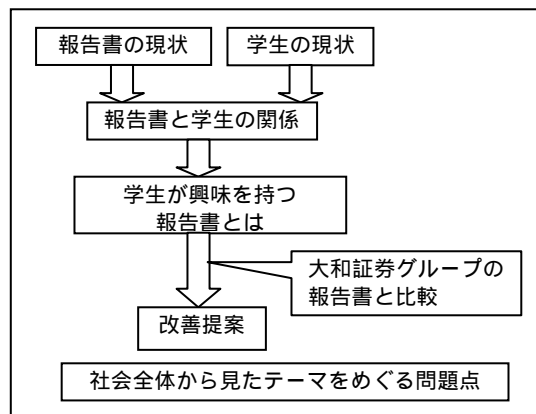 報告書の現状
学生の現状
報告書と学生の関係
学生が興味を持つ
報告書とは
大和証券グループの
報告書と比較
改善提案
社会全体から見たテーマをめぐる問題点